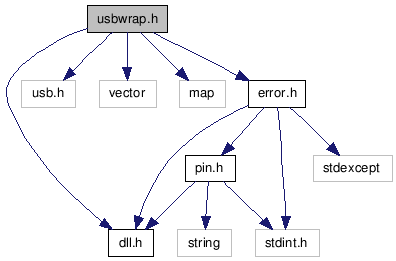 usbwrap.h
usb.h
vector
map
error.h
pin.h
stdexcept
dll.h
string
stdint.h